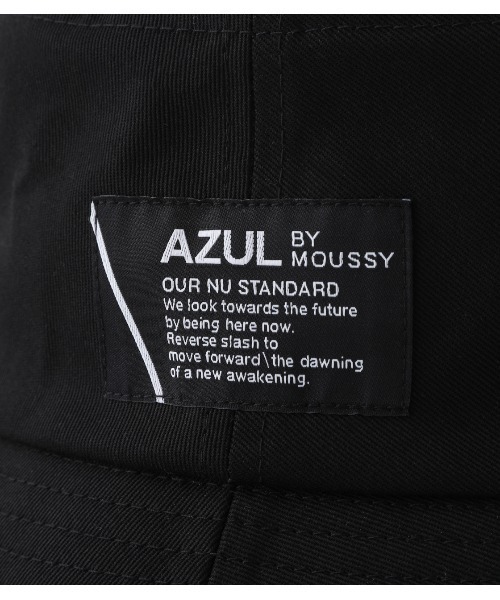 AZUL BY MOUSSY
OUR NU STANDARD
We look towards the future
by being here now.
Reverse slash to
move forward\the dawning
of a new awakening.